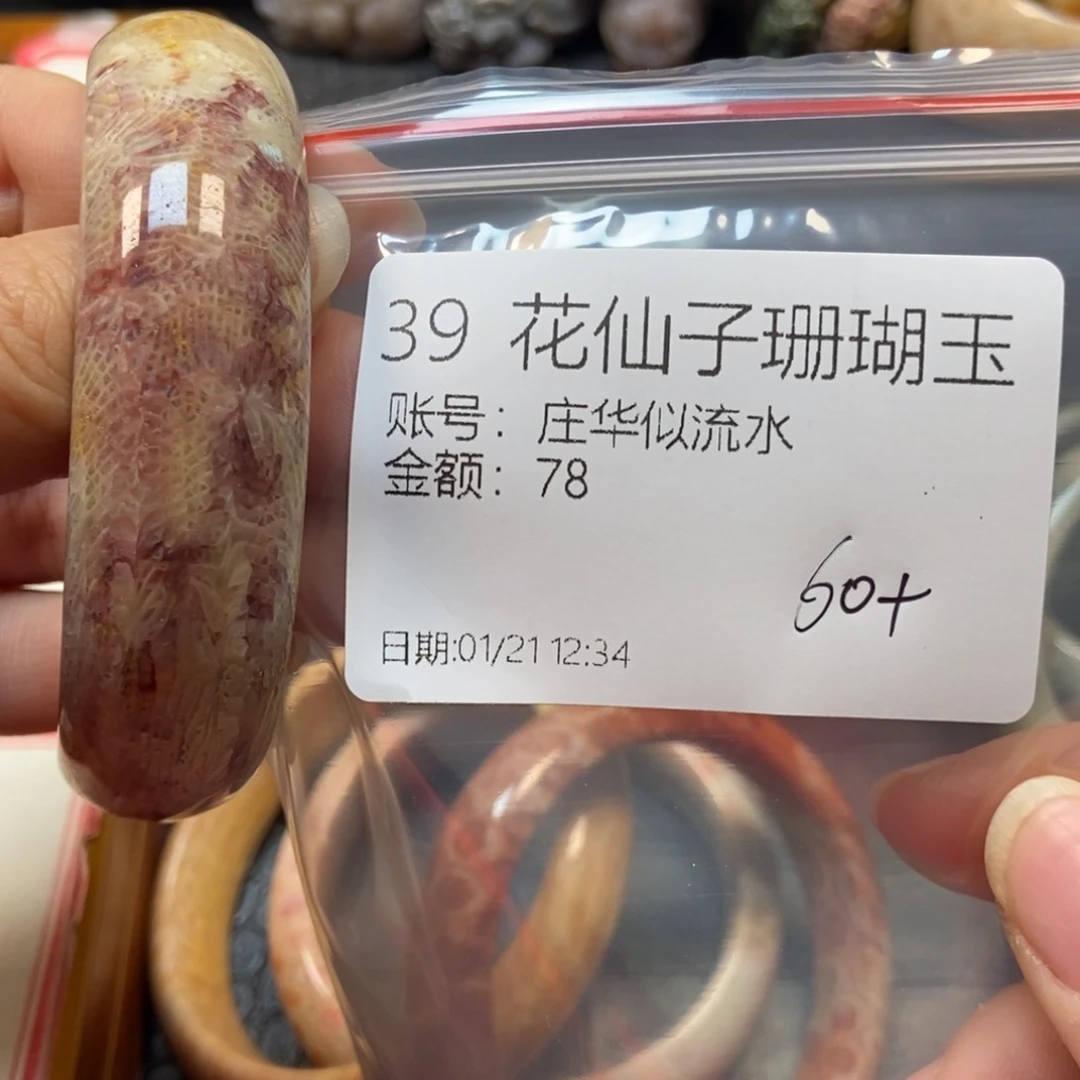 39 花仙子珊瑚玉
账号：庄华似流水
金额：78
60+
日期:01/21 12:34